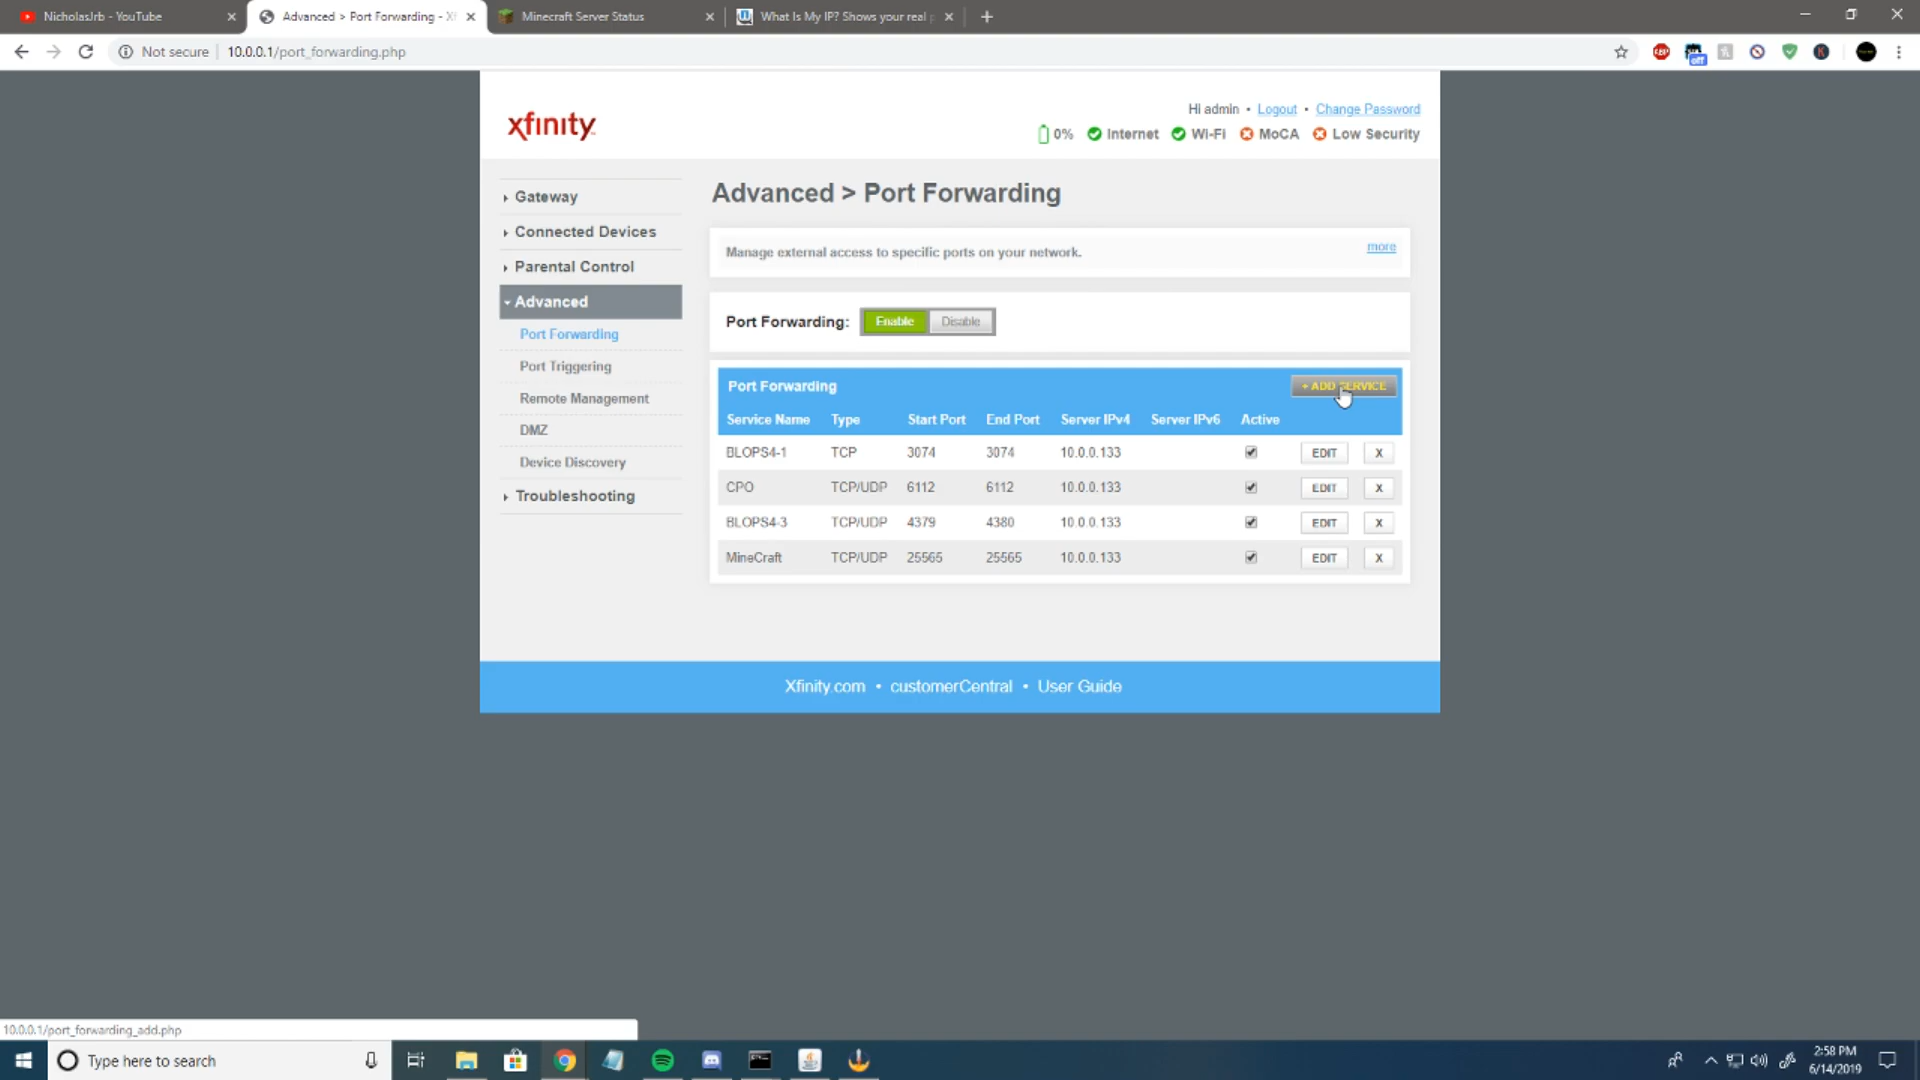 NicholasJrb - YouTube
Advanced > Port Forwarding - Xf
Minecraft Server Status
What Is My IP? Shows your real p
Not secure
10.0.0.1/port_forwarding.php
ABP
off
xfinity
Hi admin • Logout • Change Password
0% Internet Wi-Fi MoCA Low Security
Gateway
Connected Devices
Parental Control
Advanced
Port Forwarding
Port Triggering
Remote Management
DMZ
Device Discovery
Troubleshooting
Advanced > Port Forwarding
Manage external access to specific ports on your network.
more
Port Forwarding: Enable Disable
Port Forwarding
+ ADD SERVICE
Service Name Type Start Port End Port Server IPv4 Server IPv6 Active
BLOPS4-1 TCP 3074 3074 10.0.0.133 EDIT X
CPO TCP/UDP 6112 6112 10.0.0.133 EDIT X
BLOPS4-3 TCP/UDP 4379 4380 10.0.0.133 EDIT X
MineCraft TCP/UDP 25565 25565 10.0.0.133 EDIT X
Xfinity.com • customerCentral • User Guide
10.0.0.1/port_forwarding_add.php
Type here to search
2:58 PM
6/14/2019